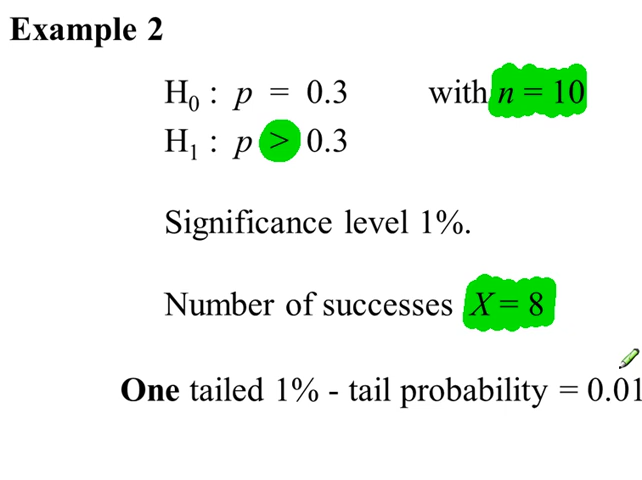 Example 2
H₀ : p = 0.3 with n = 10
H₁ : p > 0.3
Significance level 1%.
Number of successes X = 8
One tailed 1% - tail probability = 0.01